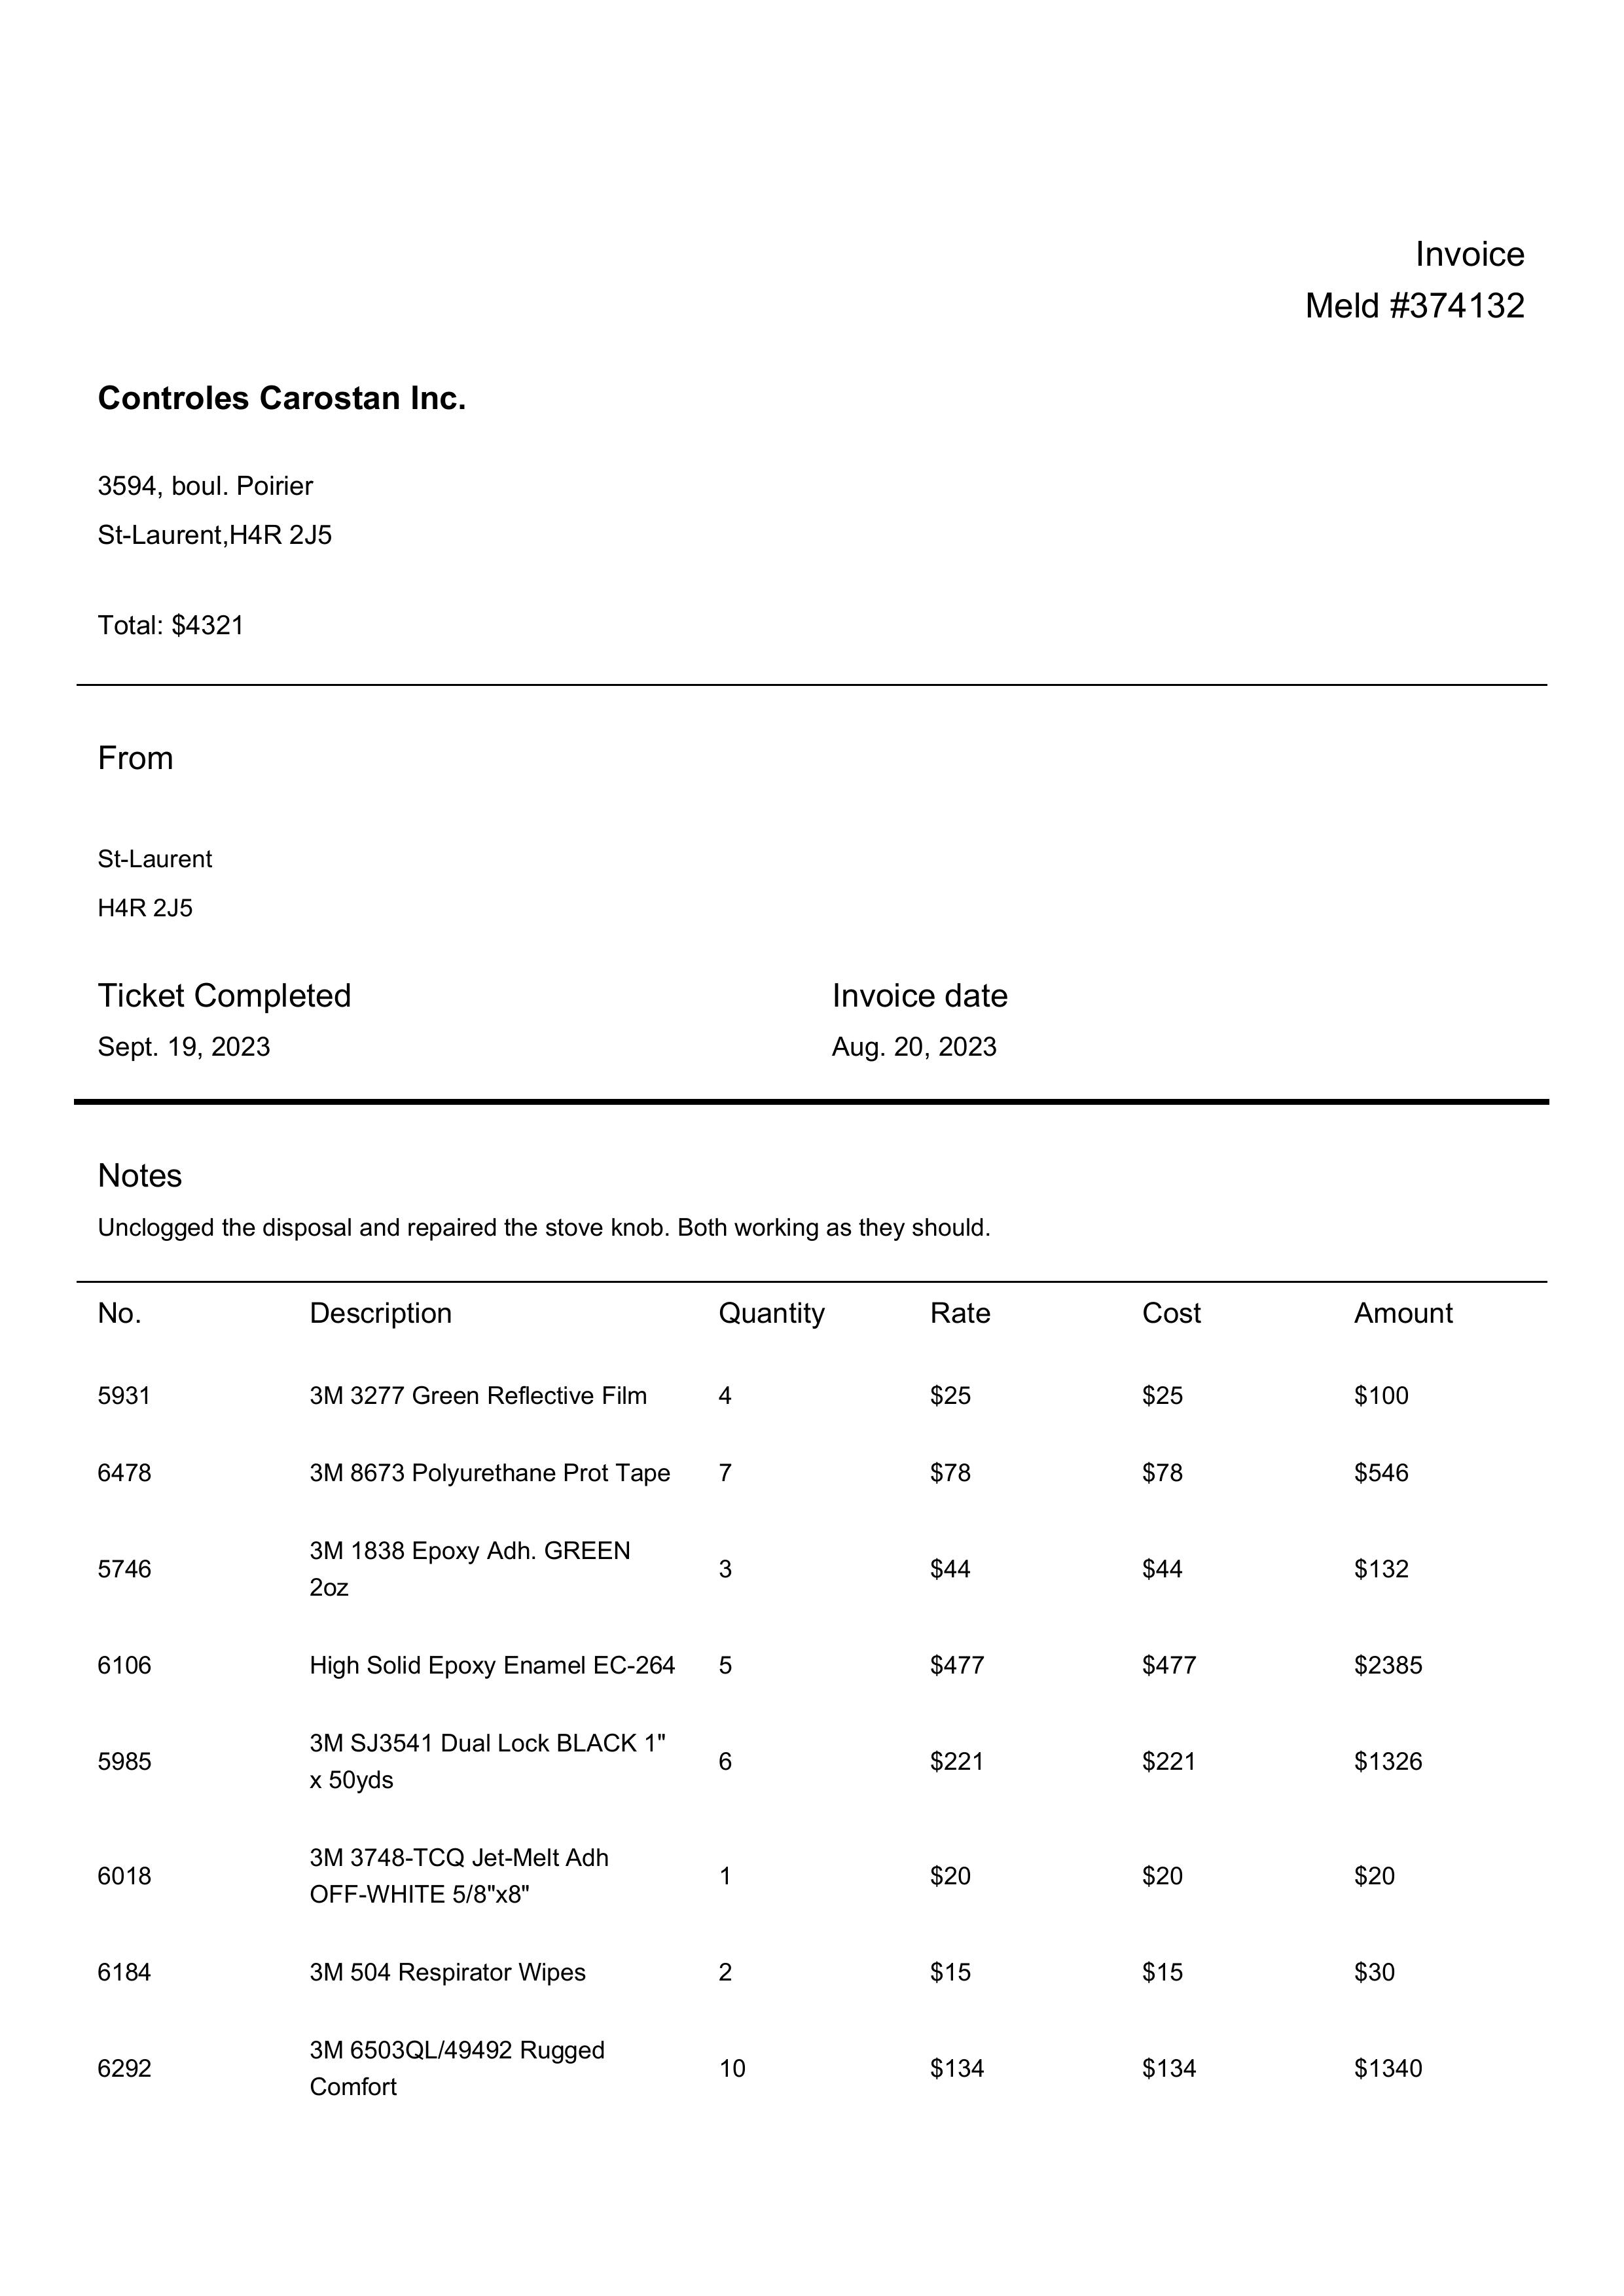 Invoice
Meld #374132
Controles Carostan Inc.
3594, boul. Poirier
St-Laurent,H4R 2J5
Total: $4321
From
St-Laurent
H4R 2J5
Ticket Completed Invoice date
Sept. 19, 2023 Aug. 20, 2023
Notes
Unclogged the disposal and repaired the stove knob. Both working as they should.
No. Description Quantity Rate Cost Amount
5931 3M 3277 Green Reflective Film 4 $25 $25 $100
6478 3M 8673 Polyurethane Prot Tape 7 $78 $78 $546
3M 1838 Epoxy Adh. GREEN
5746 3 $44 $44 $132
2oz
6106 High Solid Epoxy Enamel EC-264 5 $477 $477 $2385
3M SJ3541 Dual Lock BLACK 1"
5985 6 $221 $221 $1326
x 50yds
3M 3748-TCQ Jet-Melt Adh
6018 1 $20 $20 $20
OFF-WHITE 5/8"x8"
6184 3M 504 Respirator Wipes 2 $15 $15 $30
3M 6503QL/49492 Rugged
6292 10 $134 $134 $1340
Comfort